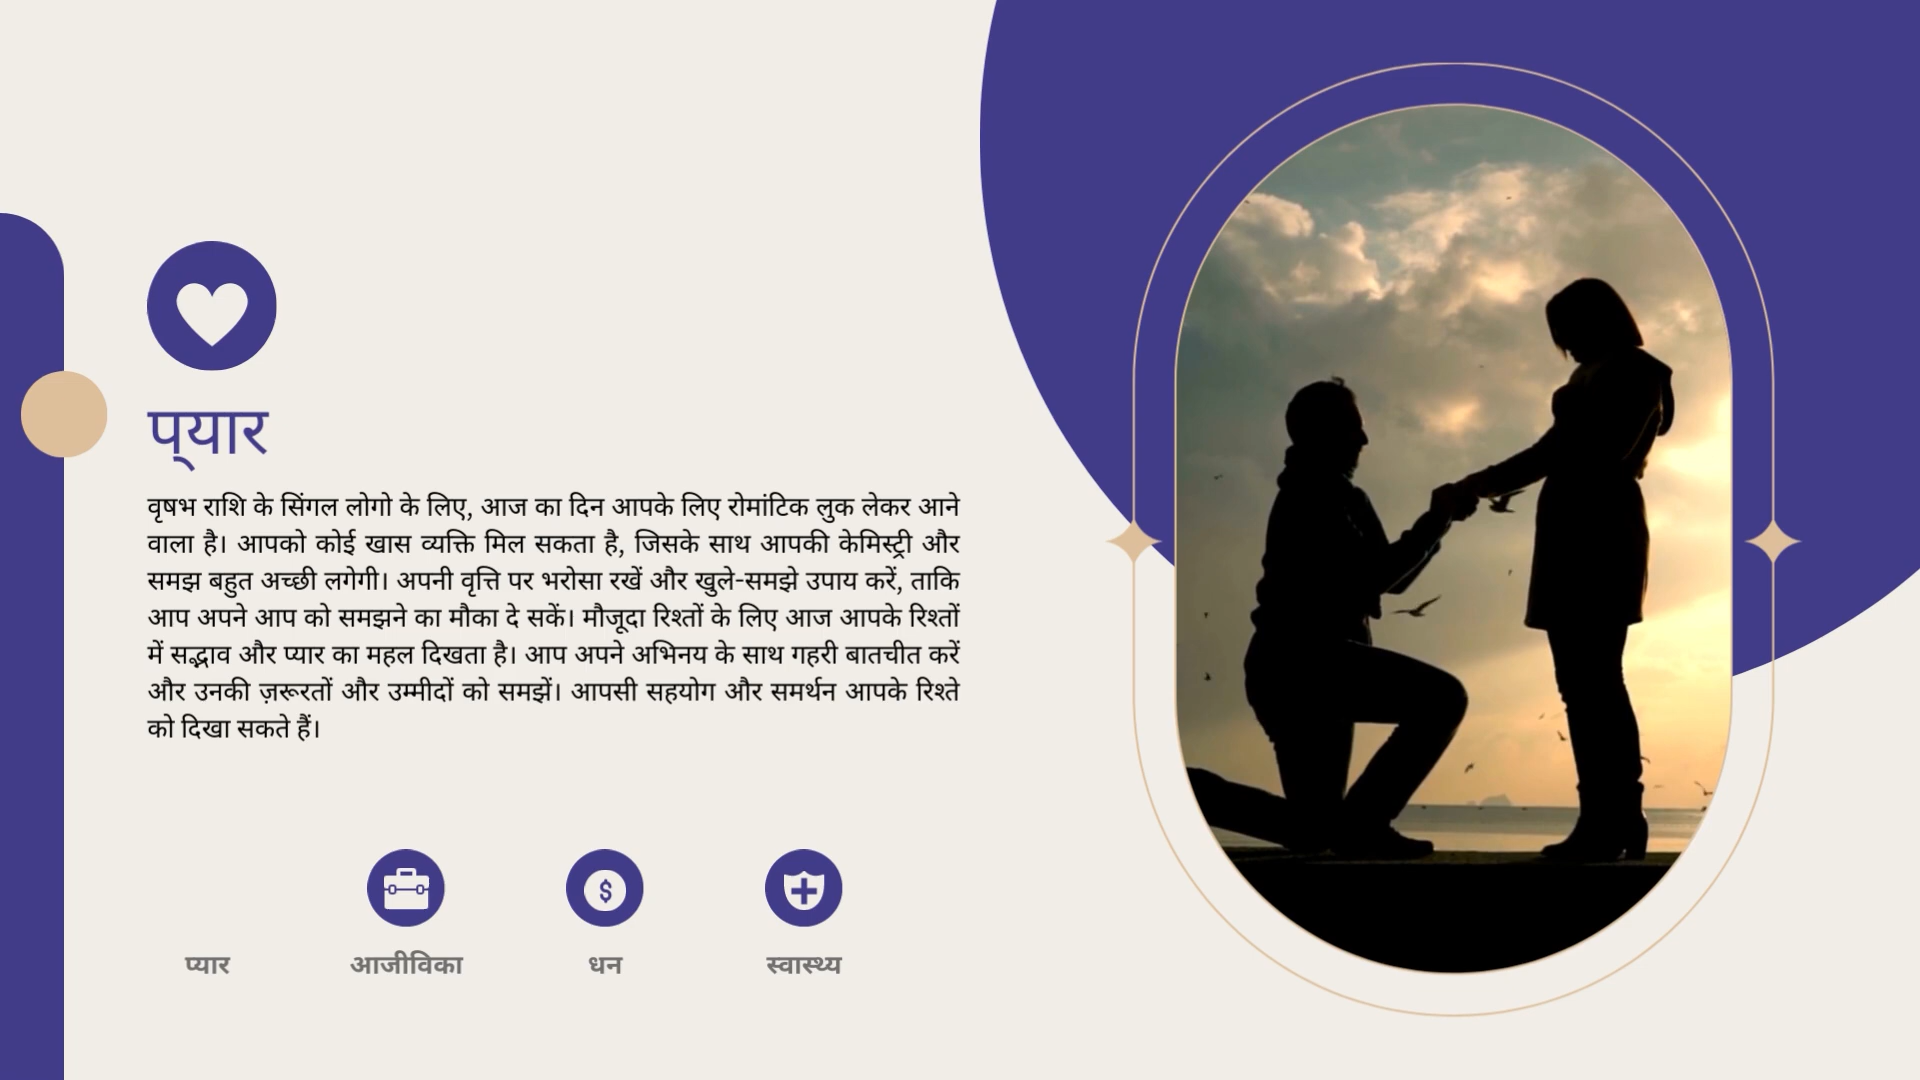 प्यार
वृषभ राशि के सिंगल लोगो के लिए, आज का दिन आपके लिए रोमांटिक लुक लेकर आने
वाला है। आपको कोई खास व्यक्ति मिल सकता है, जिसके साथ आपकी केमिस्ट्री और
समझ बहुत अच्छी लगेगी। अपनी वृत्ति पर भरोसा रखें और खुले-समझे उपाय करें, ताकि
आप अपने आप को समझने का मौका दे सकें। मौजूदा रिश्तों के लिए आज आपके रिश्तों
में सद्भाव और प्यार का महल दिखता है। आप अपने अभिनय के साथ गहरी बातचीत करें
और उनकी ज़रूरतों और उम्मीदों को समझें। आपसी सहयोग और समर्थन आपके रिश्ते
को दिखा सकते हैं।
प्यार आजीविका धन स्वास्थ्य